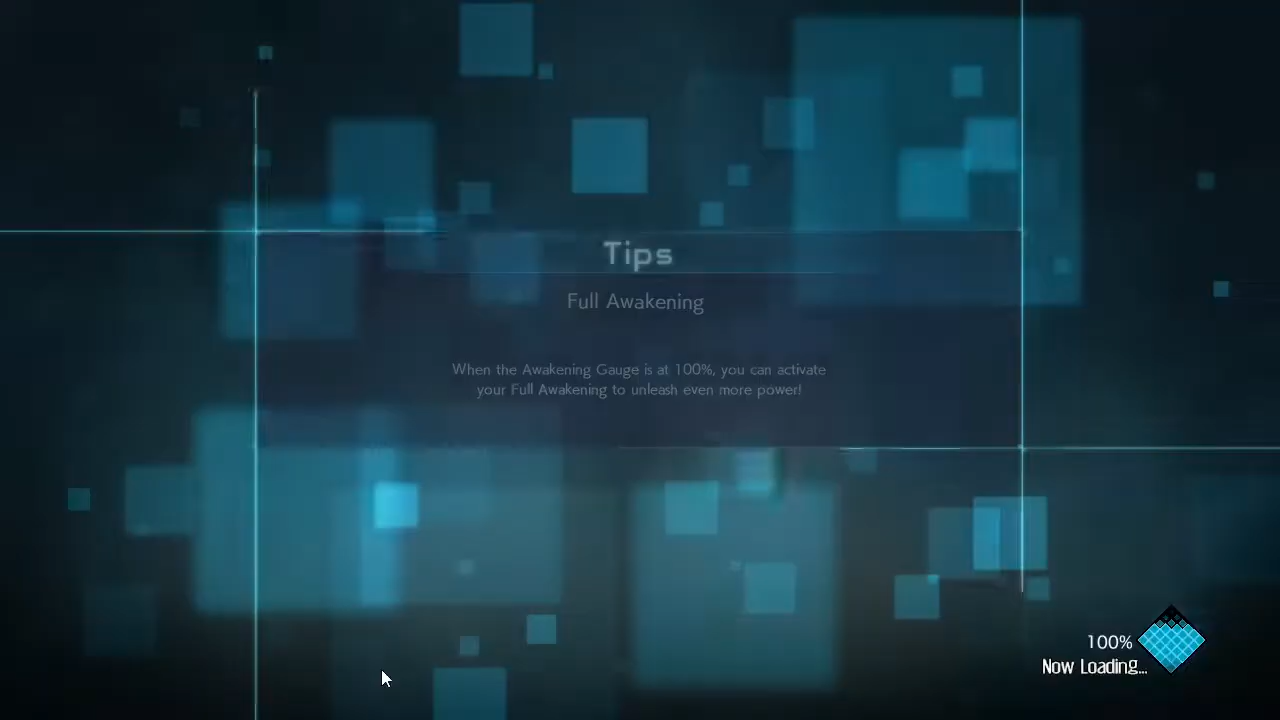 Tips
Full Awakening
When the Awakening Gauge is at 100%, you can activate
your Full Awakening to unleash even more power!
100%
Now Loading...